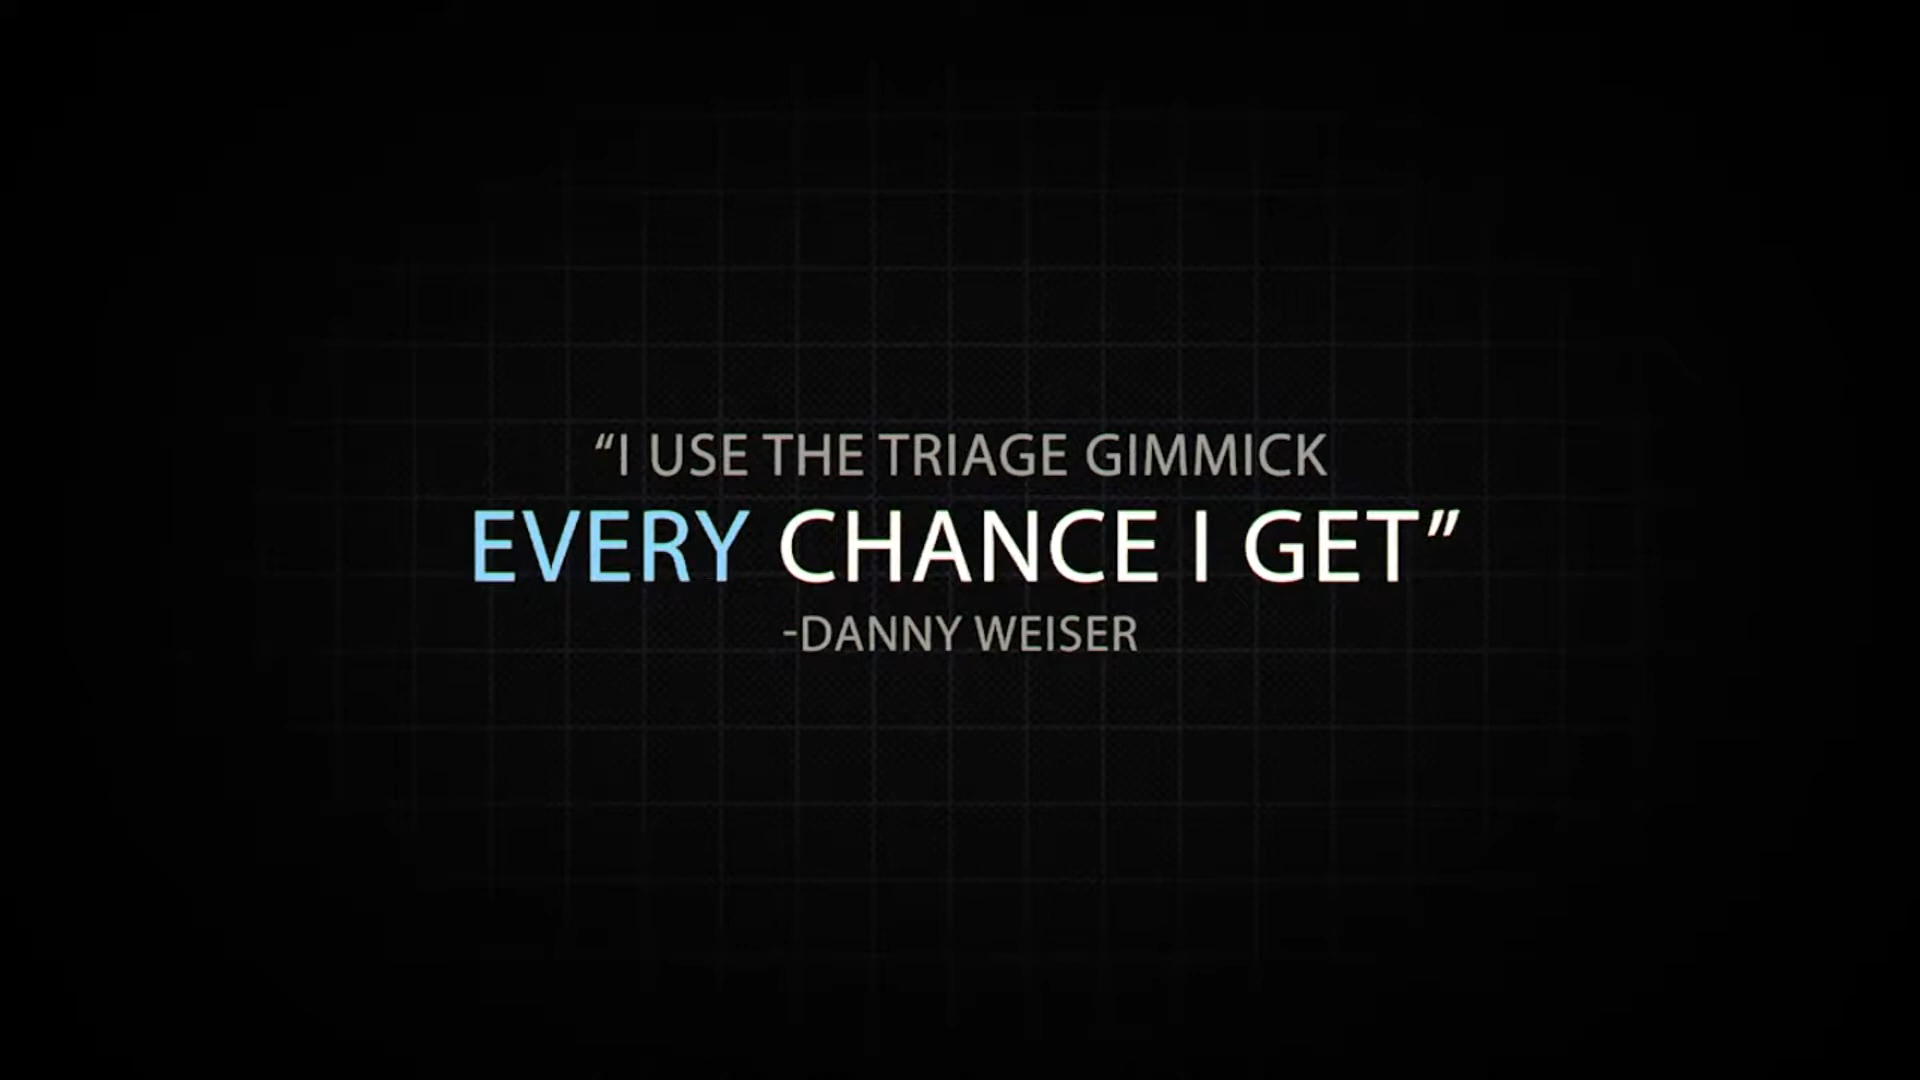 “I USE THE TRIAGE GIMMICK
EVERY CHANCE I GET”
-DANNY WEISER